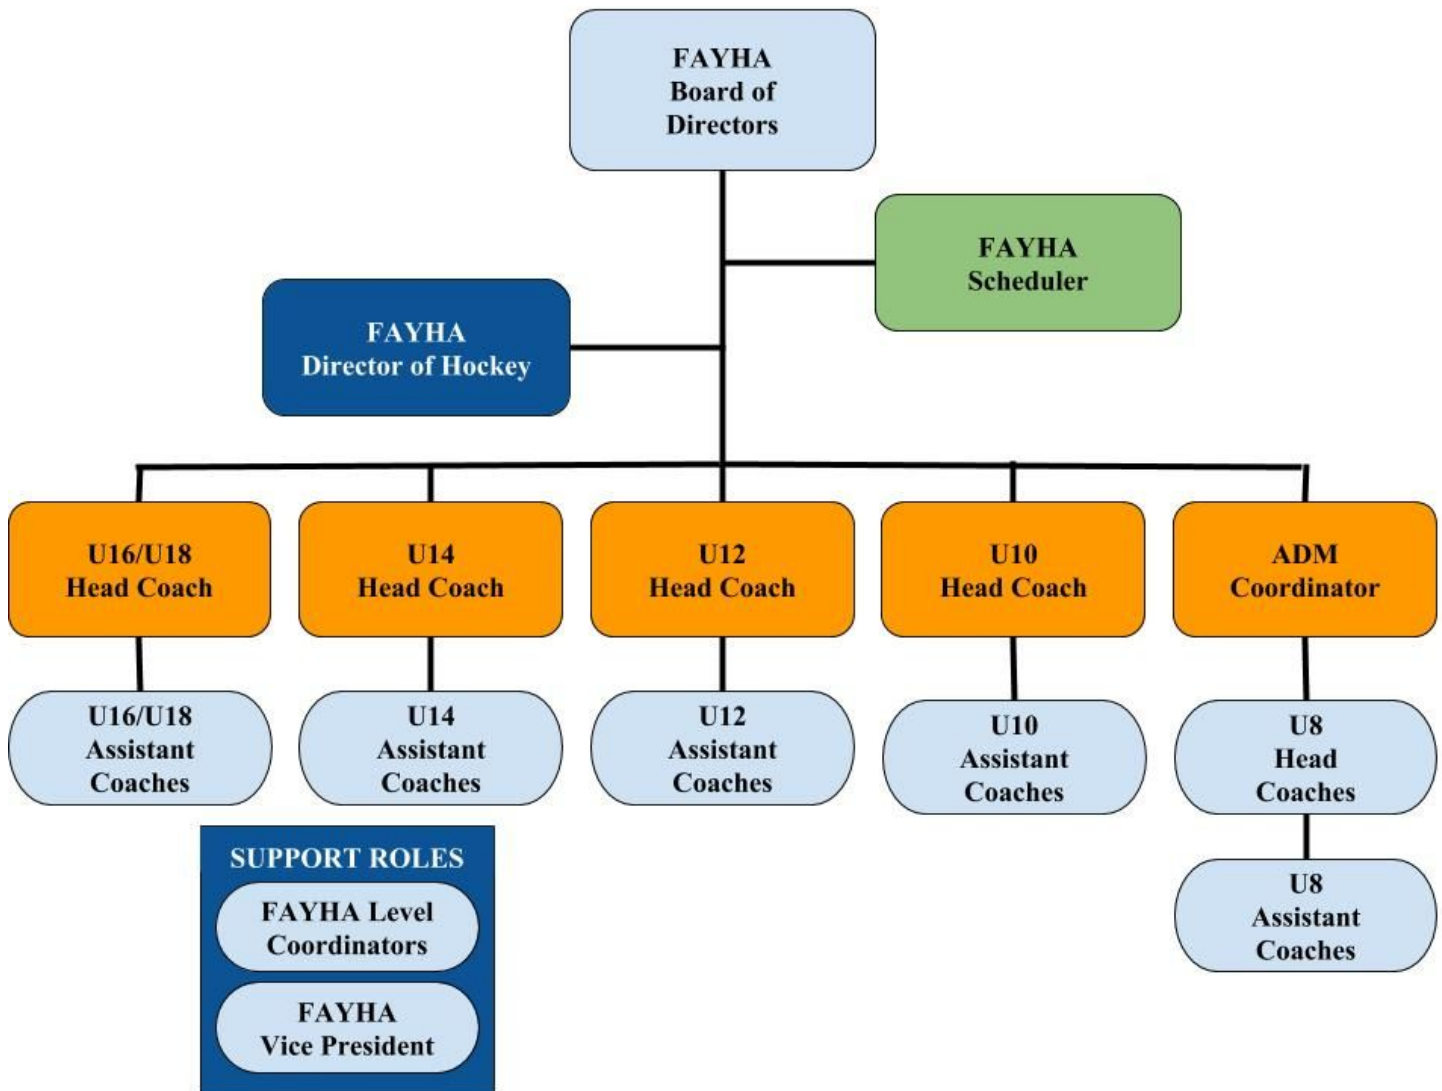 FAYHA
Board of
Directors
FAYHA
Scheduler
FAYHA
Director of Hockey
U16/U18
Head Coach
U14
Head Coach
U12
Head Coach
U10
Head Coach
ADM
Coordinator
U16/U18
Assistant
Coaches
U14
Assistant
Coaches
U12
Assistant
Coaches
U10
Assistant
Coaches
U8
Head
Coaches
SUPPORT ROLES
FAYHA Level
Coordinators
FAYHA
Vice President
U8
Assistant
Coaches